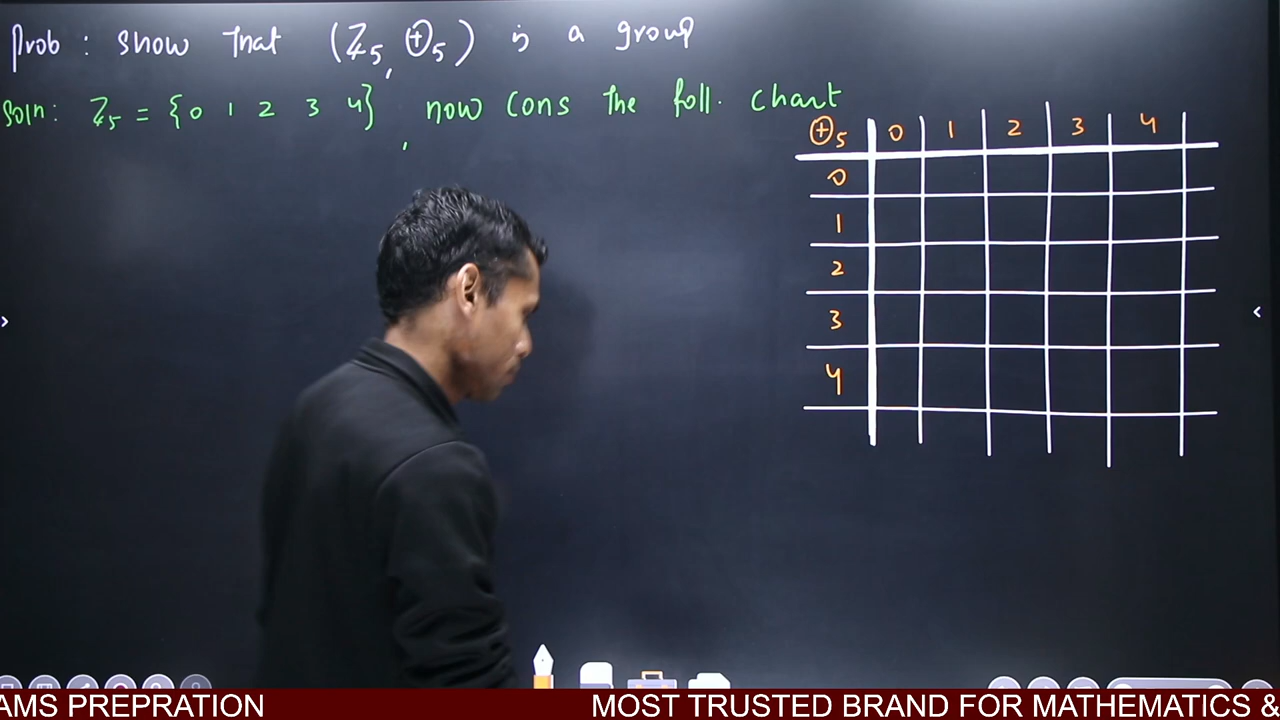 Prob : show that (Z5, ⊕5) is a group
Soln: Z5 = {0 1 2 3 4}, now cons the foll. chart
⊕5 0 1 2 3 4
0
1
2
3
4
AMS PREPRATION MOST TRUSTED BRAND FOR MATHEMATICS &